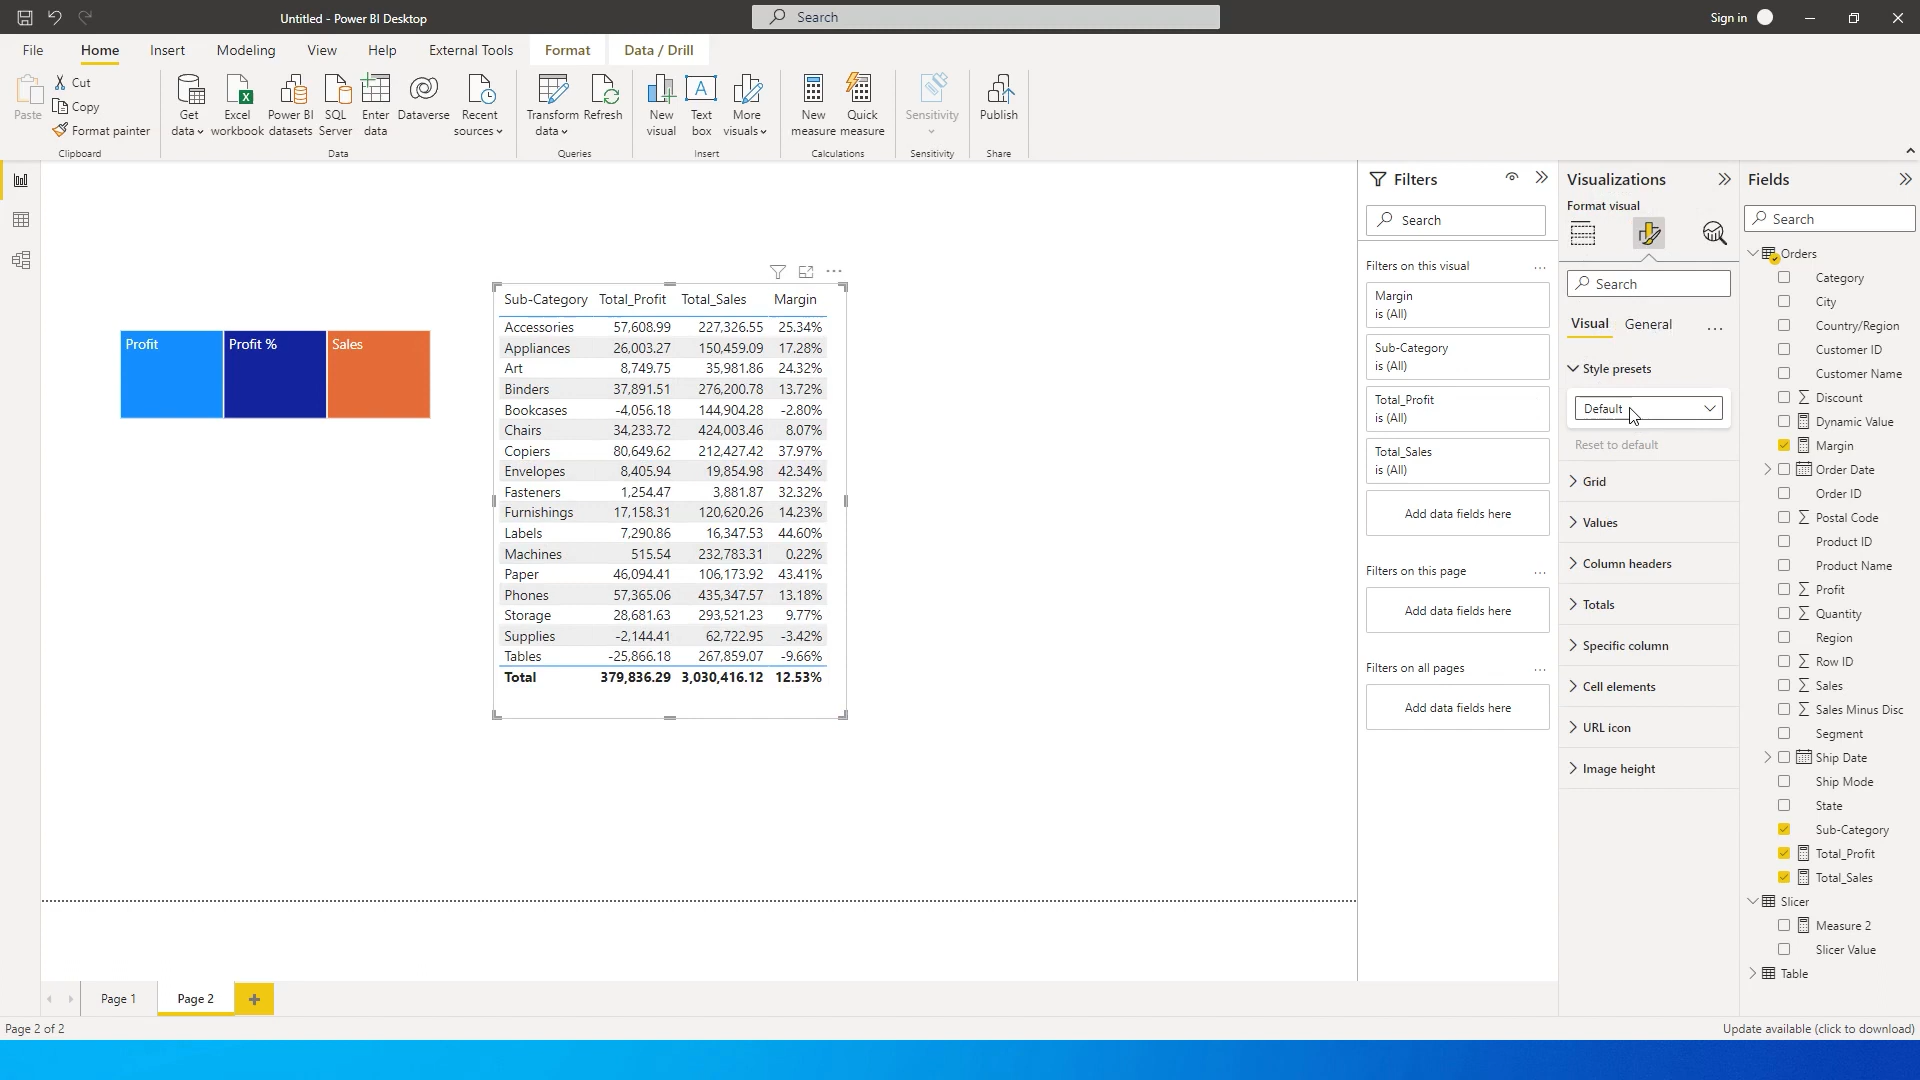 Untitled - Power BI Desktop
Search
Sign in
File
Home
Insert
Modeling
View
Help
External Tools
Format
Data / Drill
Paste
Cut
Copy
Format painter
Clipboard
Get data
Excel workbook
Power BI datasets
SQL Server
Enter data
Dataverse
Recent sources
Data
Transform data
Refresh
Queries
New visual
Text box
More visuals
Insert
New measure
Quick measure
Calculations
Sensitivity
Sensitivity
Publish
Share
Profit
Profit %
Sales
Sub-Category Total_Profit Total_Sales Margin
Accessories 57,608.99 227,326.55 25.34%
Appliances 26,003.27 150,459.09 17.28%
Art 8,749.75 35,981.86 24.32%
Binders 37,891.51 276,200.78 13.72%
Bookcases -4,056.18 144,904.28 -2.80%
Chairs 34,233.72 424,003.46 8.07%
Copiers 80,649.62 212,427.42 37.97%
Envelopes 8,405.94 19,854.98 42.34%
Fasteners 1,254.47 3,881.87 32.32%
Furnishings 17,158.31 120,620.26 14.23%
Labels 7,290.86 16,347.53 44.60%
Machines 515.54 232,783.31 0.22%
Paper 46,094.41 106,173.92 43.41%
Phones 57,365.06 435,347.57 13.18%
Storage 28,681.63 293,521.23 9.77%
Supplies -2,144.41 62,722.95 -3.42%
Tables -25,866.18 267,859.07 -9.66%
Total 379,836.29 3,030,416.12 12.53%
Filters
Search
Filters on this visual
Margin
is (All)
Sub-Category
is (All)
Total_Profit
is (All)
Total_Sales
is (All)
Add data fields here
Filters on this page
Add data fields here
Filters on all pages
Add data fields here
Visualizations
Format visual
Search
Visual
General
Style presets
Default
Reset to default
Grid
Values
Column headers
Totals
Specific column
Cell elements
URL icon
Image height
Fields
Search
Orders
Category
City
Country/Region
Customer ID
Customer Name
Discount
Dynamic Value
Margin
Order Date
Order ID
Postal Code
Product ID
Product Name
Profit
Quantity
Region
Row ID
Sales
Sales Minus Disc
Segment
Ship Date
Ship Mode
State
Sub-Category
Total_Profit
Total_Sales
Slicer
Measure 2
Slicer Value
Table
Page 1
Page 2
Page 2 of 2
Update available (click to download)